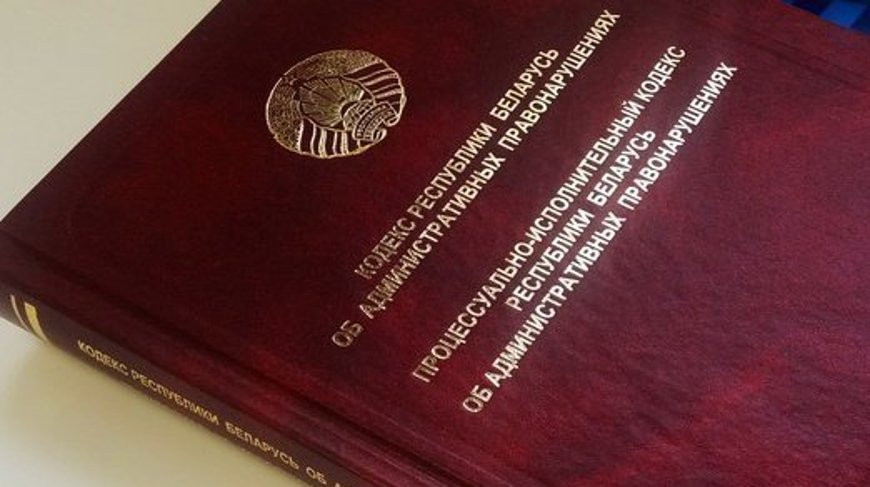 КОДЕКС РЕСПУБЛИКИ БЕЛАРУСЬ
ОБ АДМИНИСТРАТИВНЫХ ПРАВОНАРУШЕНИЯХ
ПРОЦЕССУАЛЬНО-ИСПОЛНИТЕЛЬНЫЙ КОДЕКС
РЕСПУБЛИКИ БЕЛАРУСЬ
ОБ АДМИНИСТРАТИВНЫХ ПРАВОНАРУШЕНИЯХ
КОДЕКС РЕСПУБЛИКИ БЕЛАРУСЬ ОБ